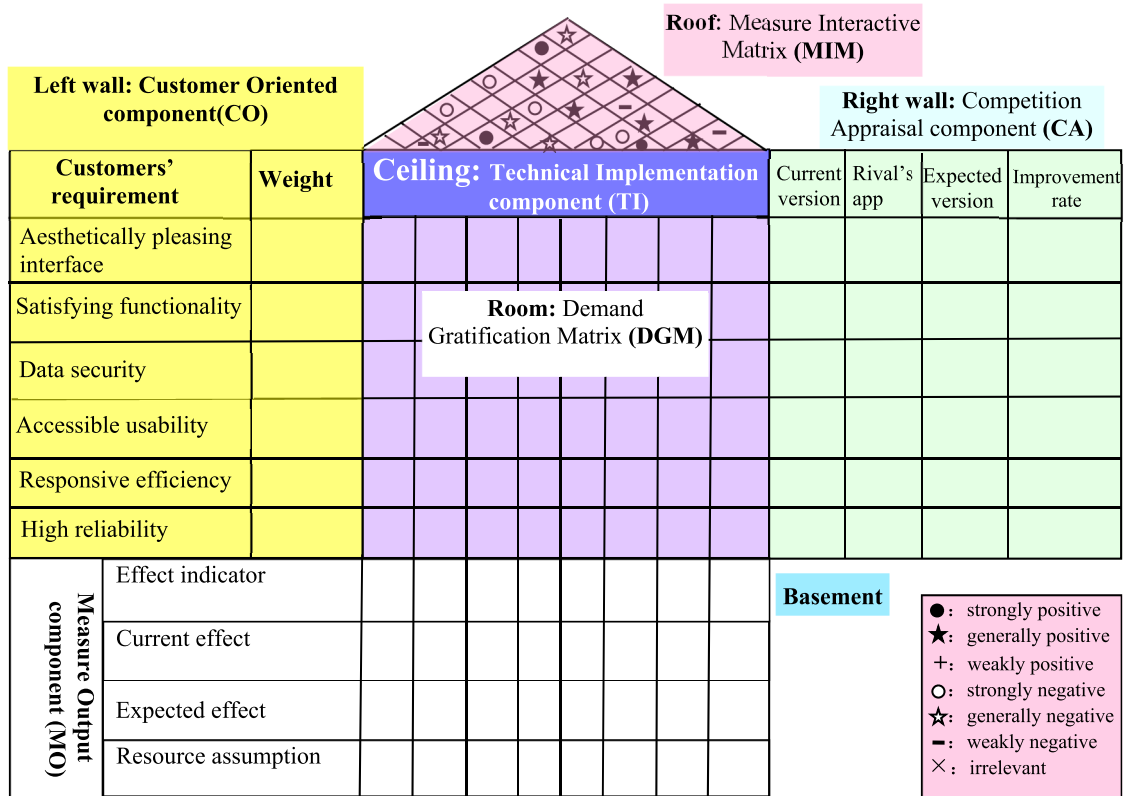 Roof: Measure Interactive
Matrix (MIM)
Left wall: Customer Oriented
component(CO)
Right wall: Competition
Appraisal component (CA)
Customers’
requirement
Weight
Ceiling: Technical Implementation
component (TI)
Current
version
Rival’s
app
Expected
version
Improvement
rate
Aesthetically pleasing
interface
Satisfying functionality
Room: Demand
Gratification Matrix (DGM)
Data security
Accessible usability
Responsive efficiency
High reliability
Measure Output
component (MO)
Effect indicator
Current effect
Expected effect
Resource assumption
Basement
●: strongly positive
★: generally positive
+: weakly positive
○: strongly negative
☆: generally negative
−: weakly negative
×: irrelevant